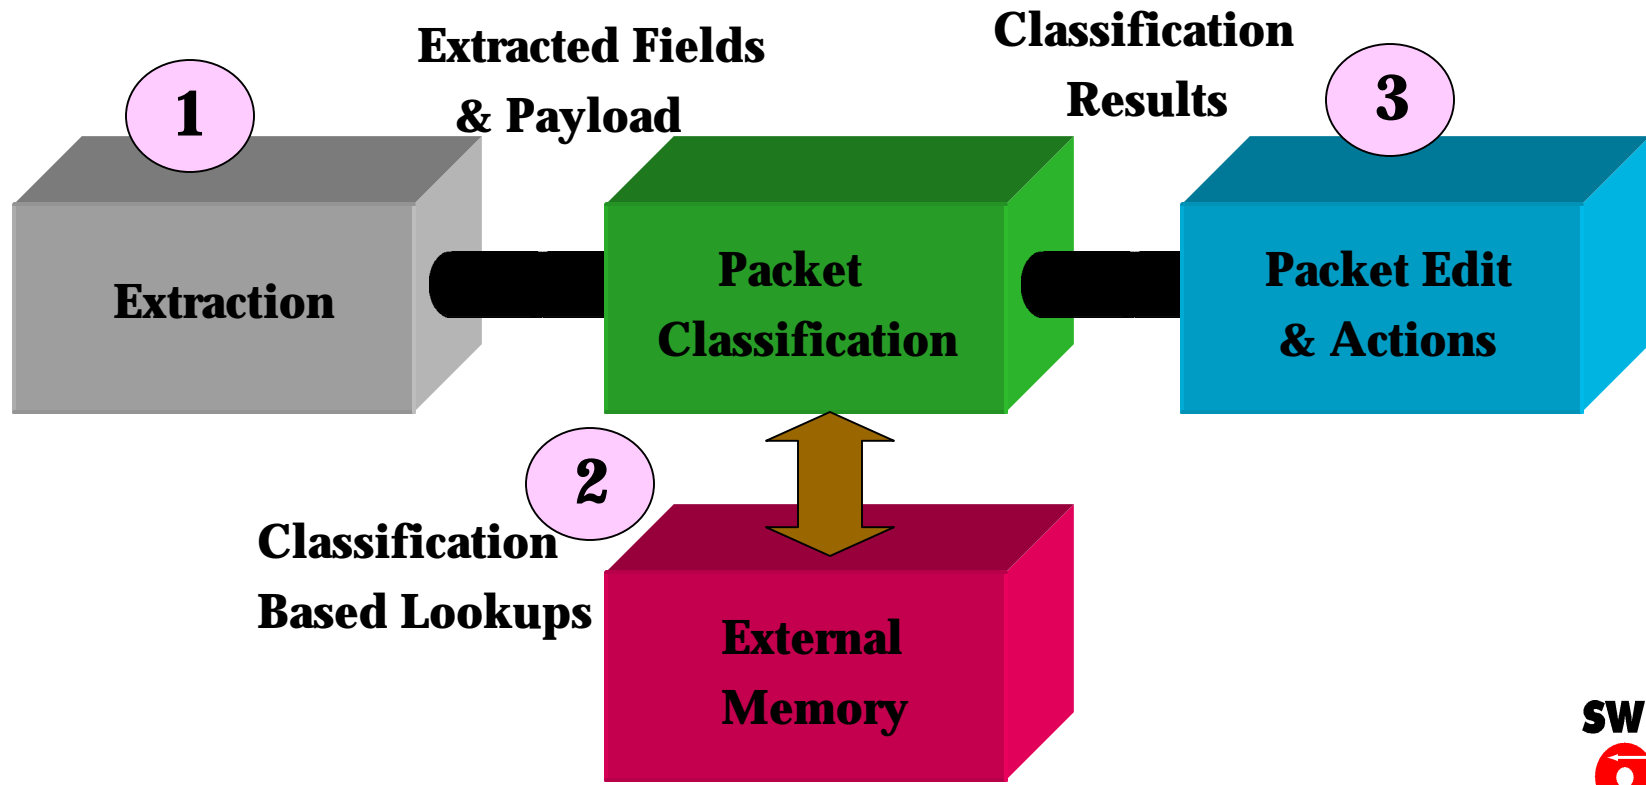 1
Extracted Fields
& Payload
Classification
Results
3
Extraction
Packet
Classification
Packet Edit
& Actions
2
Classification
Based Lookups
External
Memory
SW